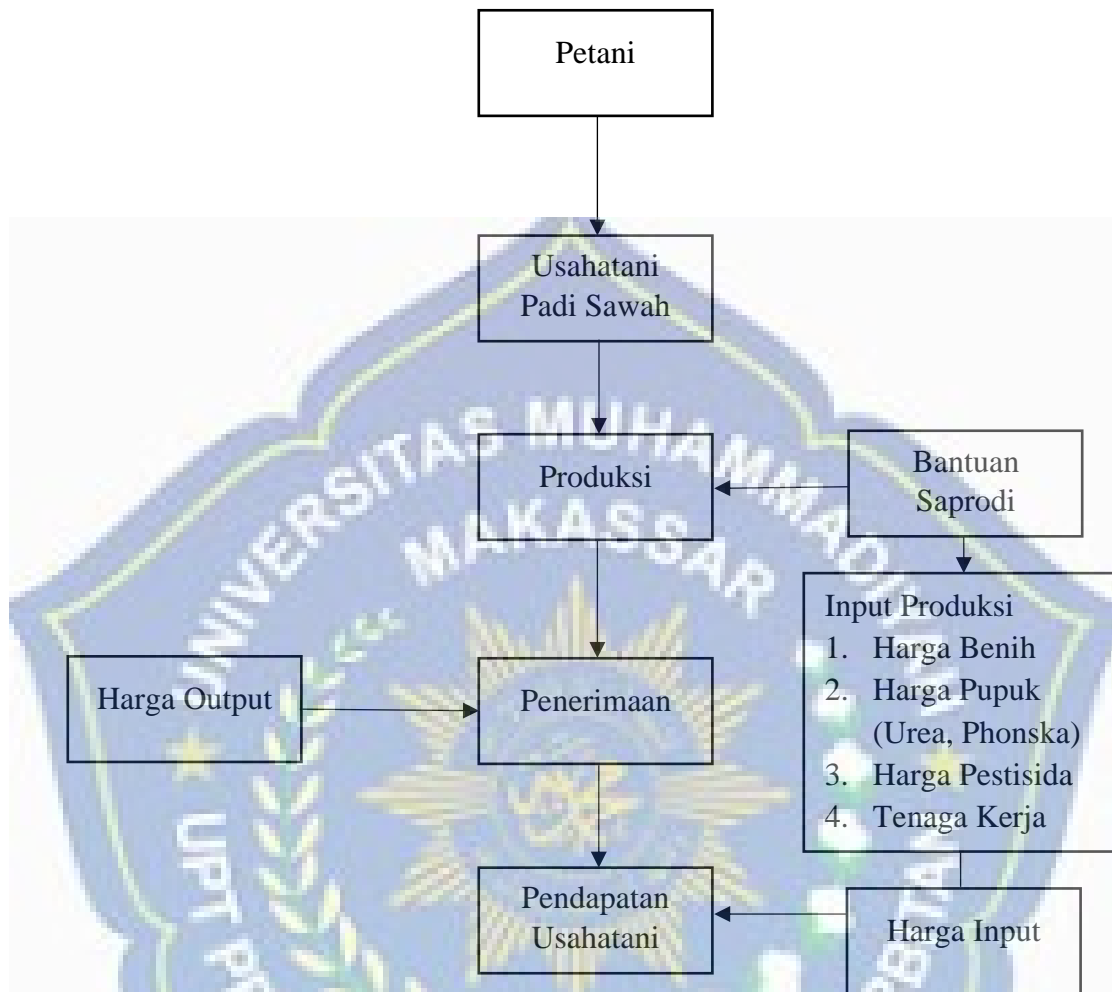 Petani
Usahatani
Padi Sawah
Produksi
Bantuan
Saprodi
UNIVERSITAS MUHAMMADIYAH
MAKASSAR
Input Produksi
1. Harga Benih
2. Harga Pupuk
(Urea, Phonska)
3. Harga Pestisida
4. Tenaga Kerja
Harga Output
Penerimaan
Pendapatan
Usahatani
Harga Input
UPT